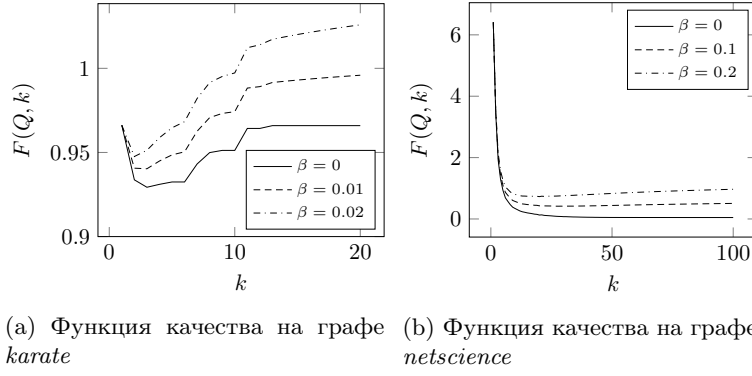 1
0.95
0.9
0
10
20
k
F(Q, k)
β = 0
β = 0.01
β = 0.02
(a) Функция качества на графе
karate
6
4
2
0
0
50
100
k
F(Q, k)
β = 0
β = 0.1
β = 0.2
(b) Функция качества на графе
netscience